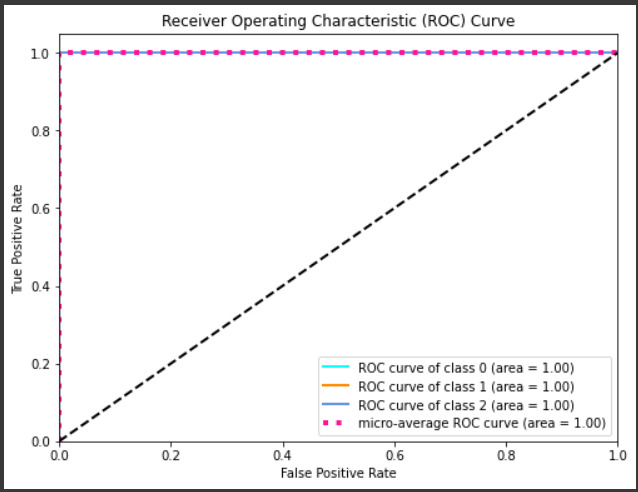 Receiver Operating Characteristic (ROC) Curve
1.0
0.8
0.6
0.4
0.2
0.0
True Positive Rate
ROC curve of class 0 (area = 1.00)
ROC curve of class 1 (area = 1.00)
ROC curve of class 2 (area = 1.00)
micro-average ROC curve (area = 1.00)
0.0 0.2 0.4 0.6 0.8 1.0
False Positive Rate